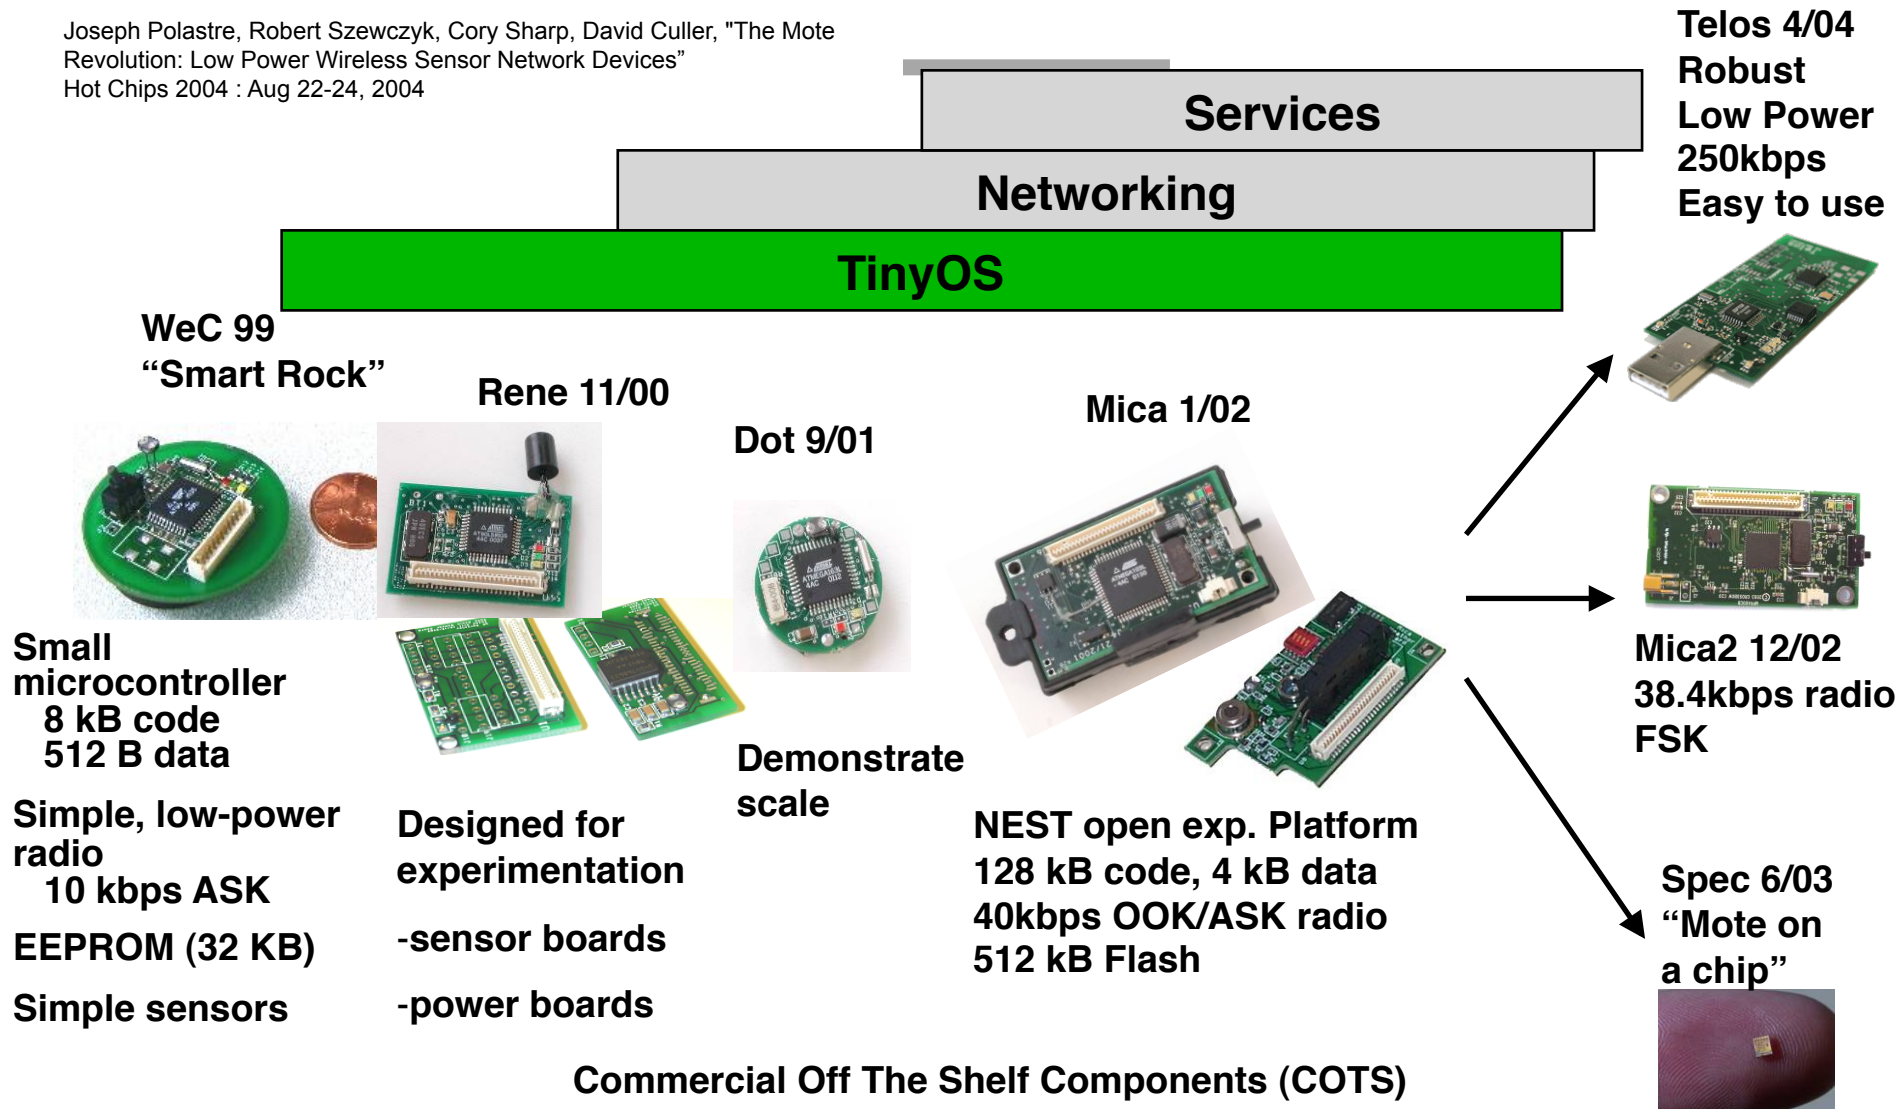 Joseph Polastre, Robert Szewczyk, Cory Sharp, David Culler, "The Mote
Revolution: Low Power Wireless Sensor Network Devices”
Hot Chips 2004 : Aug 22-24, 2004
Services
Networking
TinyOS
Telos 4/04
Robust
Low Power
250kbps
Easy to use
WeC 99
“Smart Rock”
Rene 11/00
Dot 9/01
Mica 1/02
Small
microcontroller
8 kB code
512 B data
Simple, low-power
radio
10 kbps ASK
EEPROM (32 KB)
Simple sensors
Designed for
experimentation
-sensor boards
-power boards
Demonstrate
scale
ATMEGA103L
4AC 0112
NEST open exp. Platform
128 kB code, 4 kB data
40kbps OOK/ASK radio
512 kB Flash
Mica2 12/02
38.4kbps radio
FSK
Spec 6/03
“Mote on
a chip”
Commercial Off The Shelf Components (COTS)